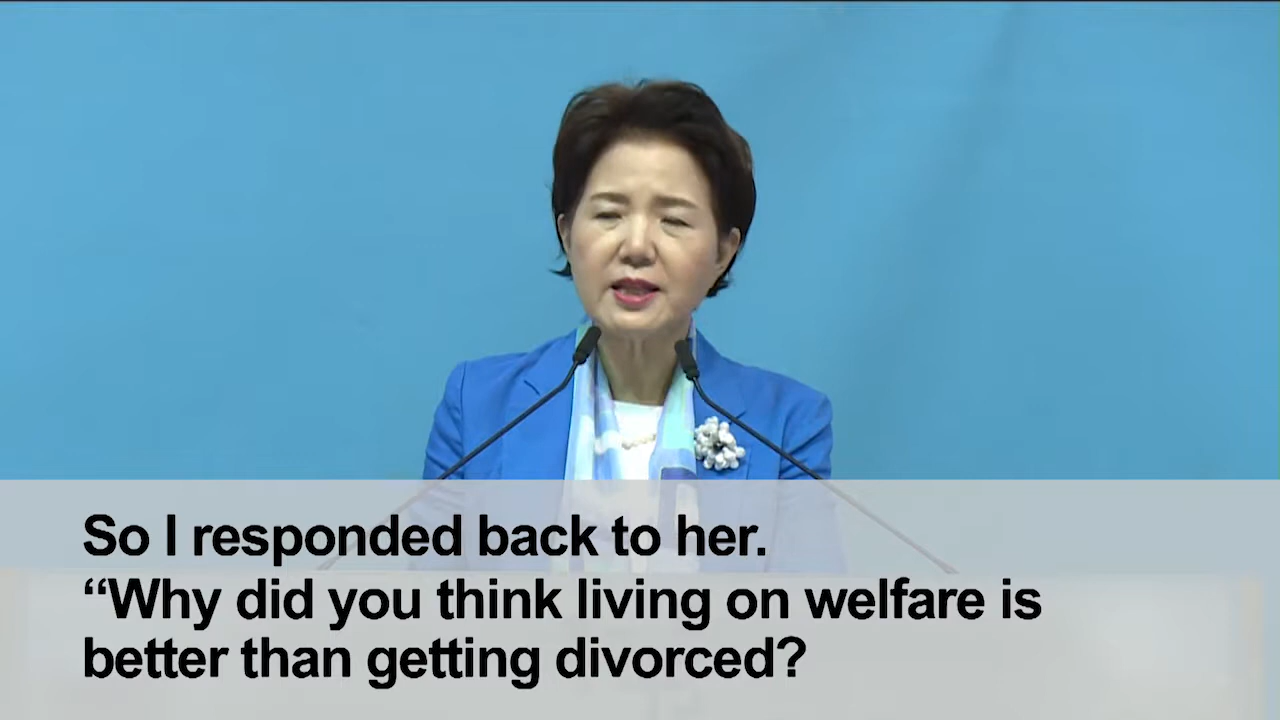 So I responded back to her.
“Why did you think living on welfare is
better than getting divorced?